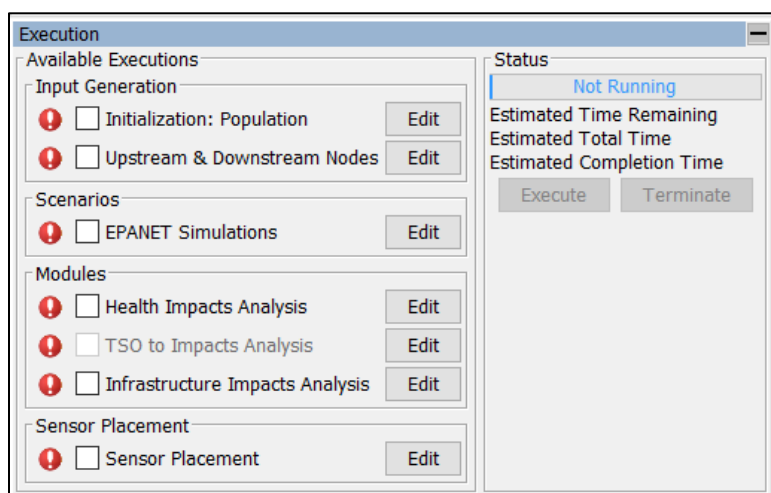 Execution
Available Executions
Input Generation
Initialization: Population Edit
Upstream & Downstream Nodes Edit
Scenarios
EPANET Simulations Edit
Modules
Health Impacts Analysis Edit
TSO to Impacts Analysis Edit
Infrastructure Impacts Analysis Edit
Sensor Placement
Sensor Placement Edit
Status
Not Running
Estimated Time Remaining
Estimated Total Time
Estimated Completion Time
Execute Terminate